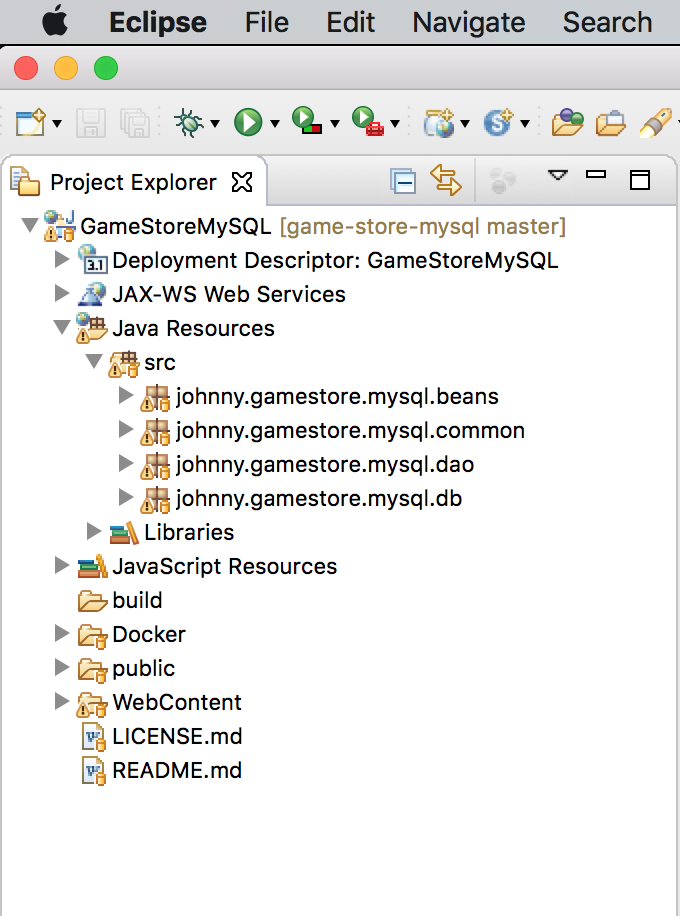 Eclipse File Edit Navigate Search
Project Explorer
GameStoreMySQL [game-store-mysql master]
3.1 Deployment Descriptor: GameStoreMySQL
JAX-WS Web Services
Java Resources
src
johnny.gamestore.mysql.beans
johnny.gamestore.mysql.common
johnny.gamestore.mysql.dao
johnny.gamestore.mysql.db
Libraries
JavaScript Resources
build
Docker
public
WebContent
LICENSE.md
README.md